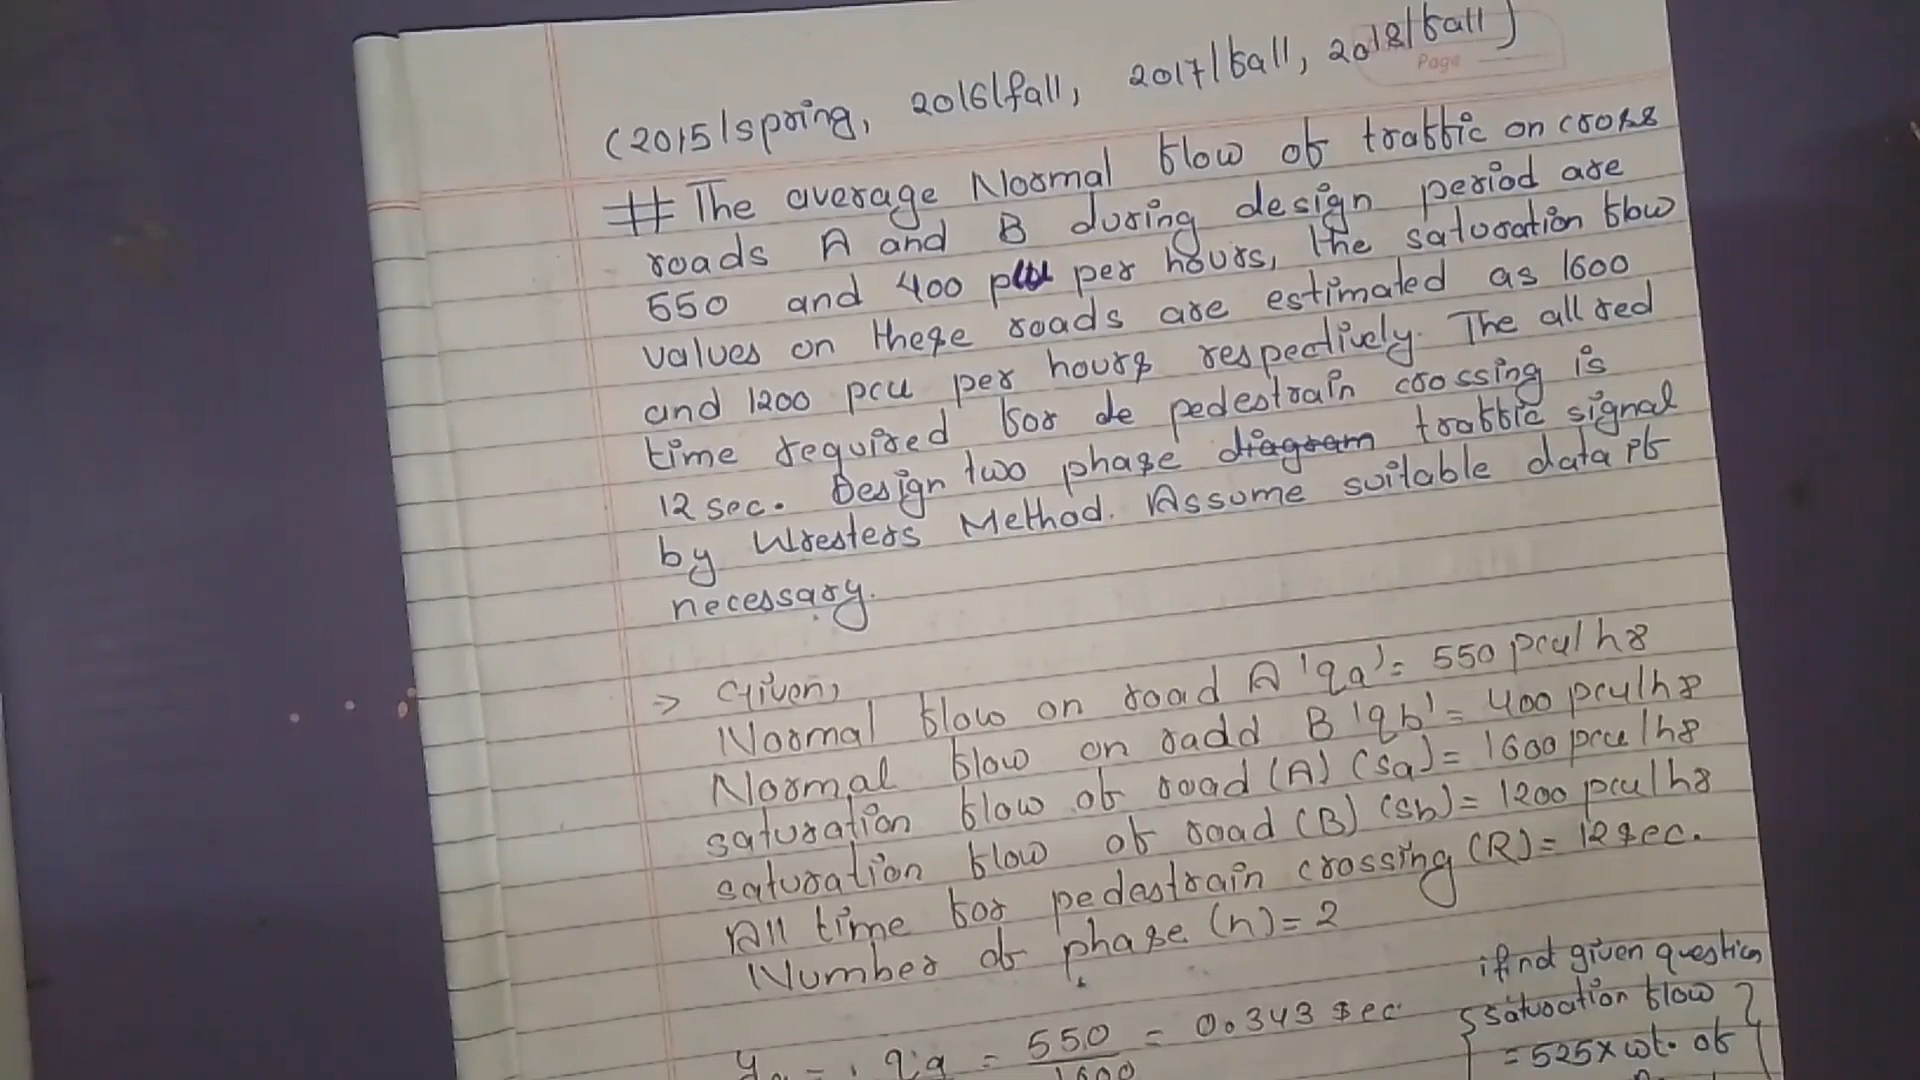 (2015/spring, 2016/fall, 2017/fall, 2018/fall)
Page
# The average Normal flow of traffic on cross
roads A and B during design period are
550 and 400 pcu per hours, the saturation flow
values on these roads are estimated as 1600
and 1200 pcu per hours respectively. The all red
time required for de pedestrain crossing is
12 sec. Design two phase diagram traffic signal
by Wresters Method. Assume suitable data if
necessary.
⇒ Given,
Normal flow on road A 'qa' = 550 pcu/hr
Normal flow on radd B 'qb' = 400 pcu/hr
saturation flow of road (A) (sa) = 1600 pcu/hr
saturation flow of road (B) (sb) = 1200 pcu/hr
All time for pedestrain crossing (R) = 12 sec.
Number of phase (n) = 2
if not given question
{ saturation flow }
ya = qa = 550 = 0.343 sec
= 525 x wt. of
1600